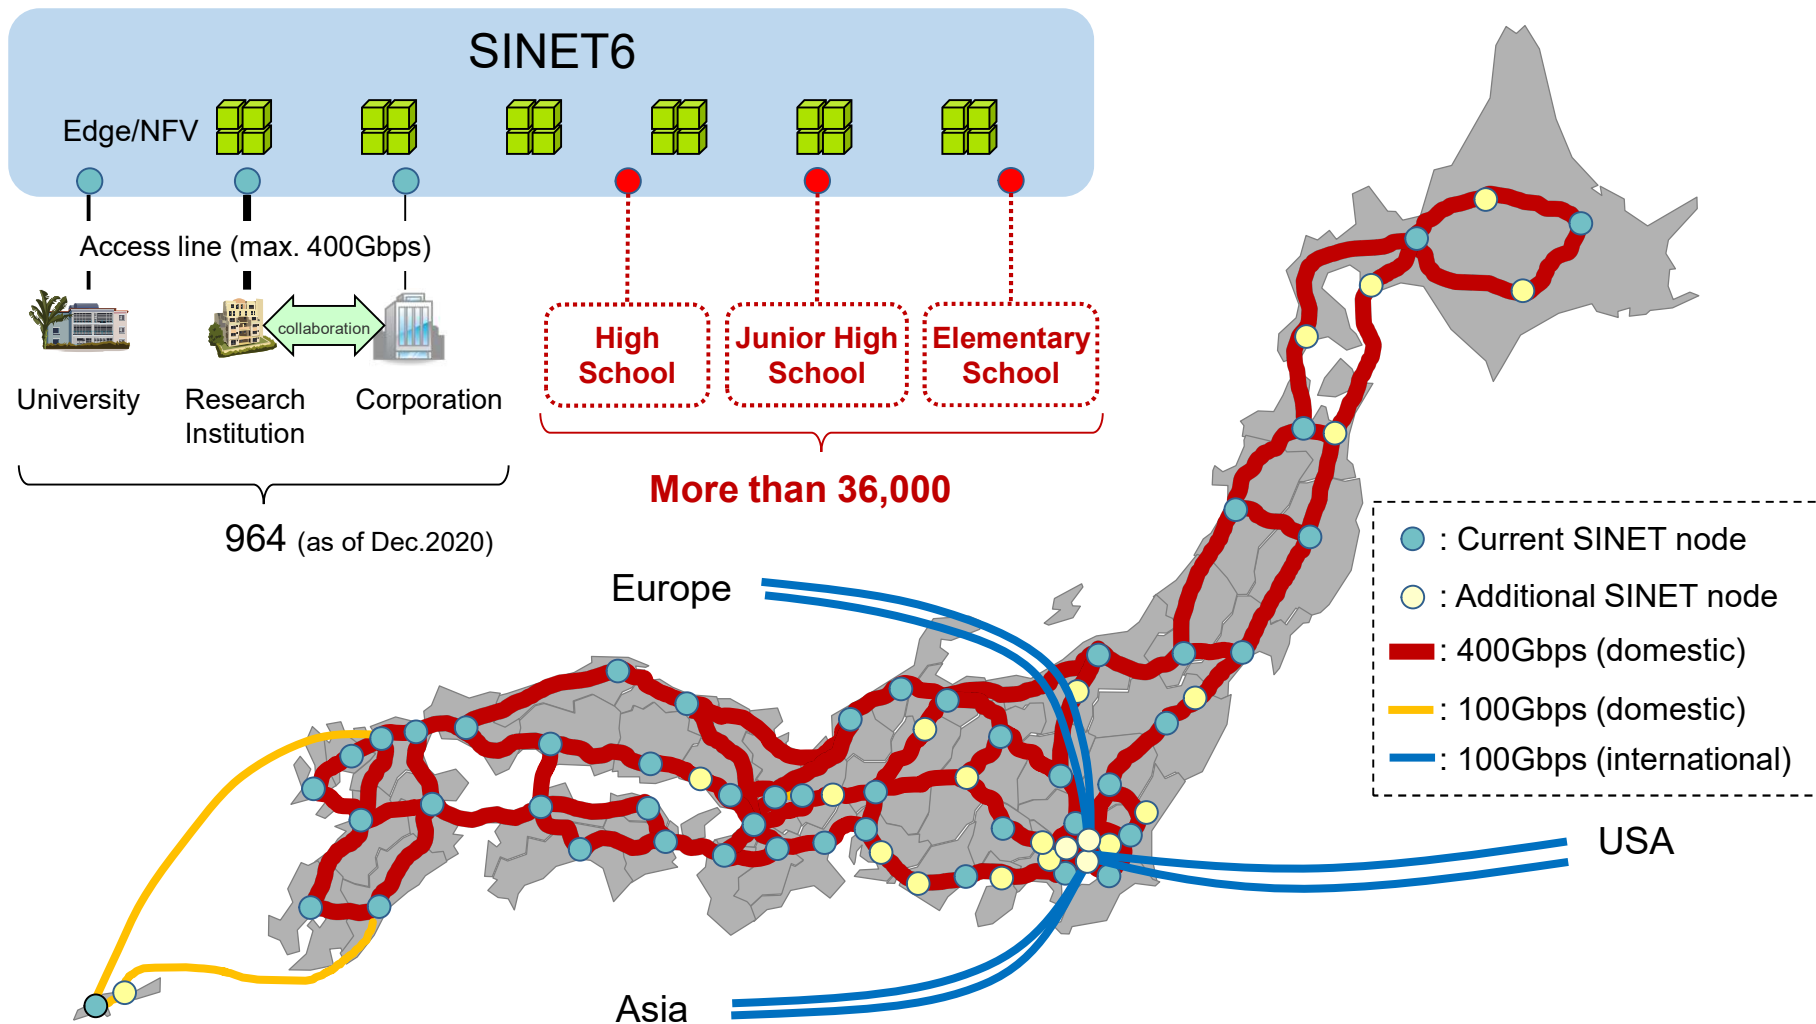 SINET6
Edge/NFV
Access line (max. 400Gbps)
collaboration
University
Research
Institution
Corporation
964 (as of Dec.2020)
High
School
Junior High
School
Elementary
School
More than 36,000
: Current SINET node
: Additional SINET node
: 400Gbps (domestic)
: 100Gbps (domestic)
: 100Gbps (international)
Europe
USA
Asia